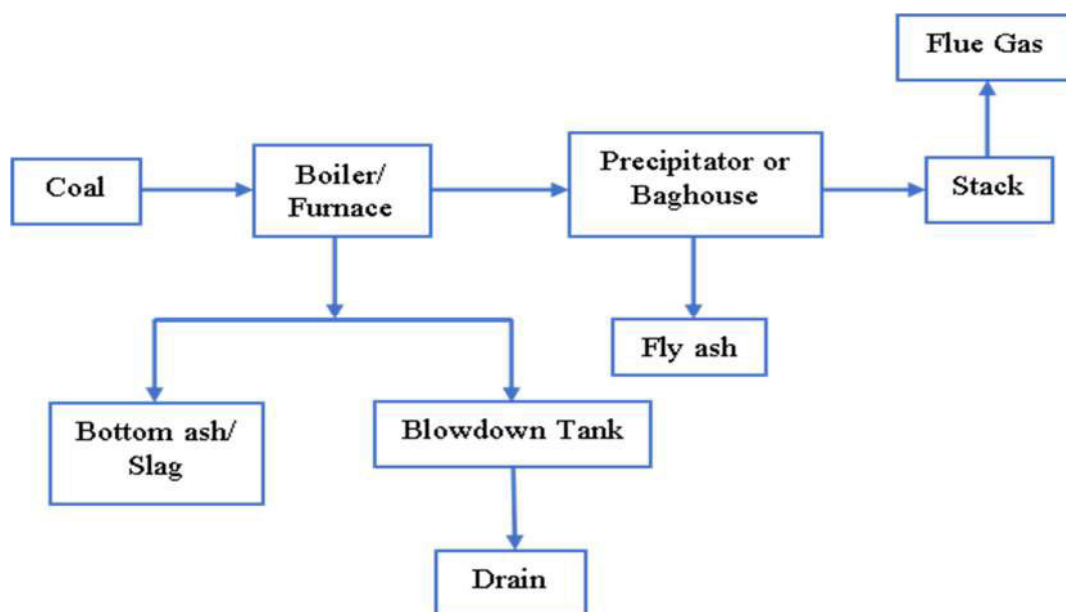 Flue Gas
Coal
Boiler/
Furnace
Precipitator or
Baghouse
Stack
Fly ash
Bottom ash/
Slag
Blowdown Tank
Drain